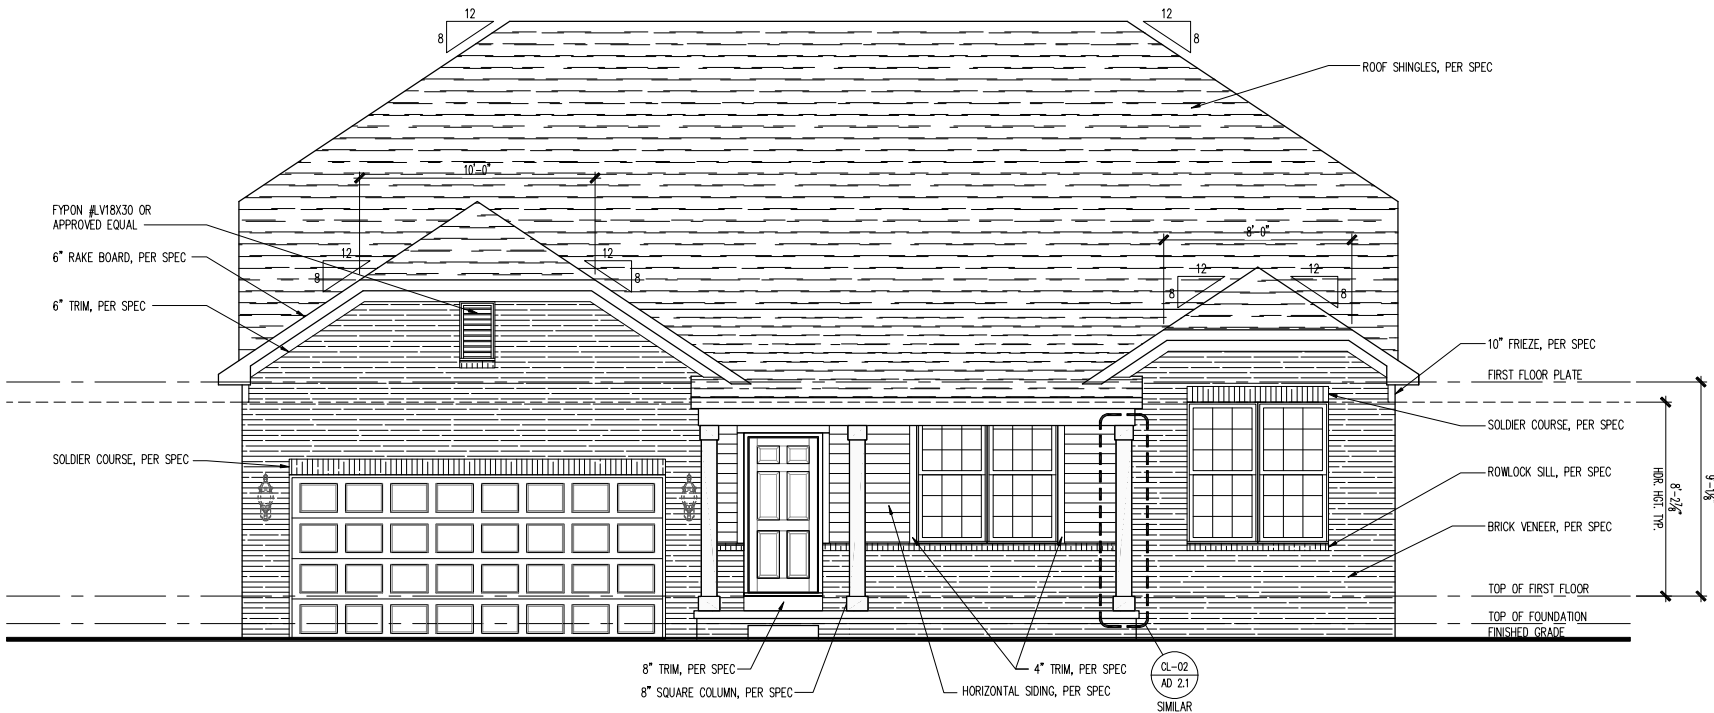 12
8
12
8
ROOF SHINGLES, PER SPEC
10'-0"
FYPON #LV18X30 OR
APPROVED EQUAL
6" RAKE BOARD, PER SPEC
6" TRIM, PER SPEC
12
8
12
8
8'-0"
12
8
12
8
10" FRIEZE, PER SPEC
FIRST FLOOR PLATE
SOLDIER COURSE, PER SPEC
SOLDIER COURSE, PER SPEC
ROWLOCK SILL, PER SPEC
BRICK VENEER, PER SPEC
HDR. HGT. TYP.
8'-2⅞"
9'-1⅛"
TOP OF FIRST FLOOR
TOP OF FOUNDATION
FINISHED GRADE
8" TRIM, PER SPEC
8" SQUARE COLUMN, PER SPEC
4" TRIM, PER SPEC
HORIZONTAL SIDING, PER SPEC
CL-02
AD 2.1
SIMILAR